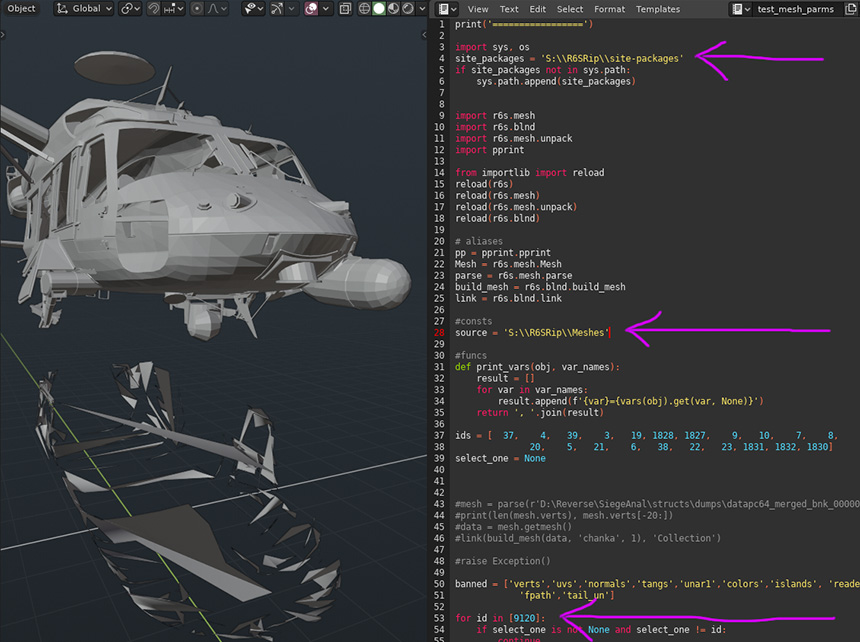 Object Global
View Text Edit Select Format Templates test_mesh_parms
1 print('=================')
2
3 import sys, os
4 site_packages = 'S:\\R6SRip\\site-packages'
5 if site_packages not in sys.path:
6 sys.path.append(site_packages)
7
8
9 import r6s.mesh
10 import r6s.blnd
11 import r6s.mesh.unpack
12 import pprint
13
14 from importlib import reload
15 reload(r6s)
16 reload(r6s.mesh)
17 reload(r6s.mesh.unpack)
18 reload(r6s.blnd)
19
20 # aliases
21 pp = pprint.pprint
22 Mesh = r6s.mesh.Mesh
23 parse = r6s.mesh.parse
24 build_mesh = r6s.blnd.build_mesh
25 link = r6s.blnd.link
26
27 #consts
28 source = 'S:\\R6SRip\\Meshes'
29
30 #funcs
31 def print_vars(obj, var_names):
32 result = []
33 for var in var_names:
34 result.append(f'{var}={vars(obj).get(var, None)}')
35 return ', '.join(result)
36
37 ids = [ 37, 4, 39, 3, 19, 1828, 1827, 9, 10, 7, 8,
38 20, 5, 21, 6, 38, 22, 23, 1831, 1832, 1830]
39 select_one = None
40
41
42
43 #mesh = parse(r'D:\Reverse\SiegeAnal\structs\dumps\datapc64_merged_bnk_00000
44 #print(len(mesh.verts), mesh.verts[-20:])
45 #data = mesh.getmesh()
46 #link(build_mesh(data, 'chanka', 1), 'Collection')
47
48 #raise Exception()
49
50 banned = ['verts','uvs','normals','tangs','unar1','colors','islands', 'reade
51 'fpath','tail_un']
52
53 for id in [9120]:
54 if select_one is not None and select_one != id:
55 continue